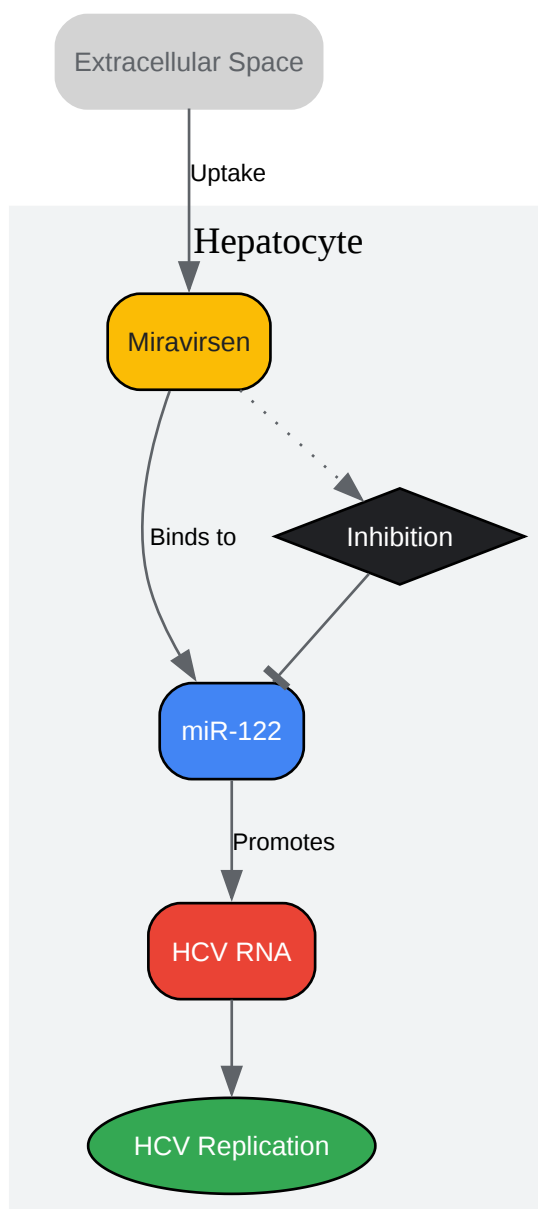 Extracellular Space
Uptake
Hepatocyte
Miravirsen
Binds to
Inhibition
miR-122
Promotes
HCV RNA
HCV Replication